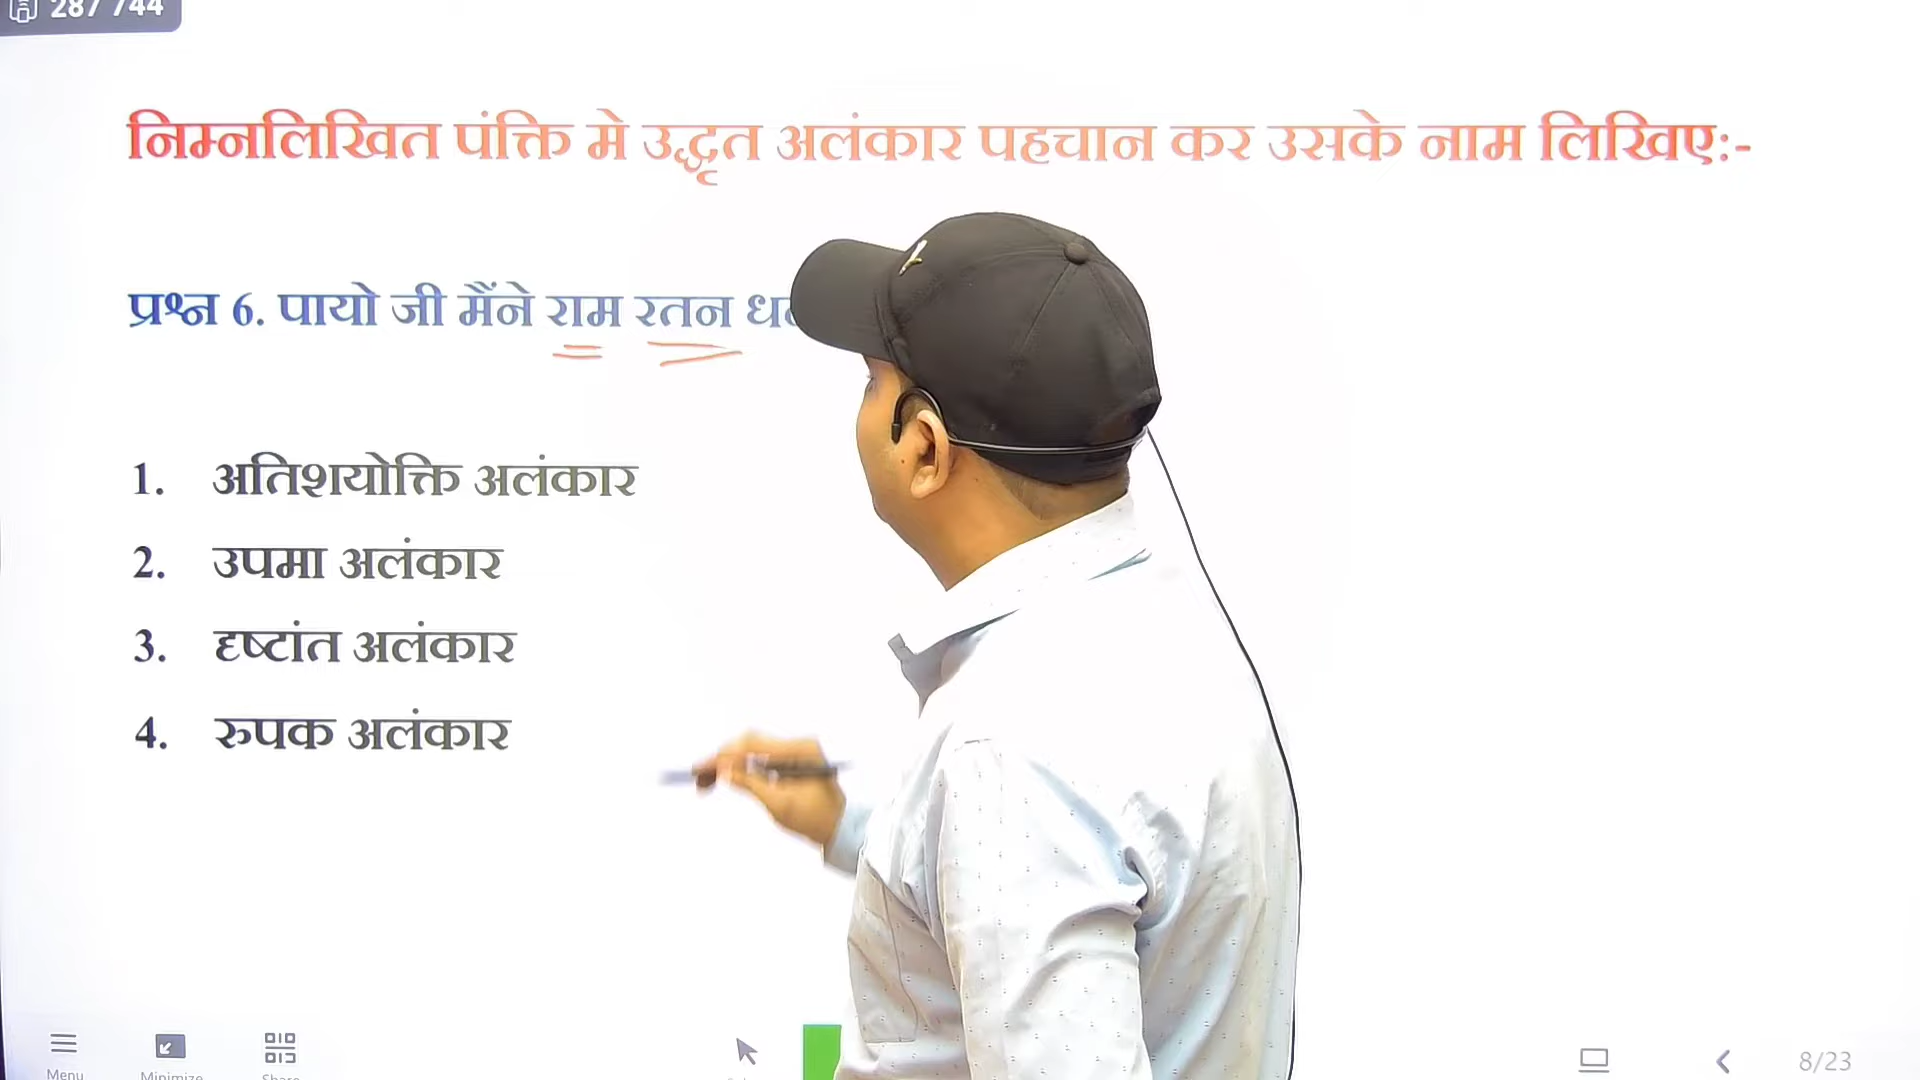 287 744
निम्नलिखित पंक्ति मे उद्धृत अलंकार पहचान कर उसके नाम लिखिए:-
प्रश्न 6. पायो जी मैंने राम रतन
1. अतिशयोक्ति अलंकार
2. उपमा अलंकार
3. दृष्टांत अलंकार
4. रुपक अलंकार
Menu Minimize Share 8/23